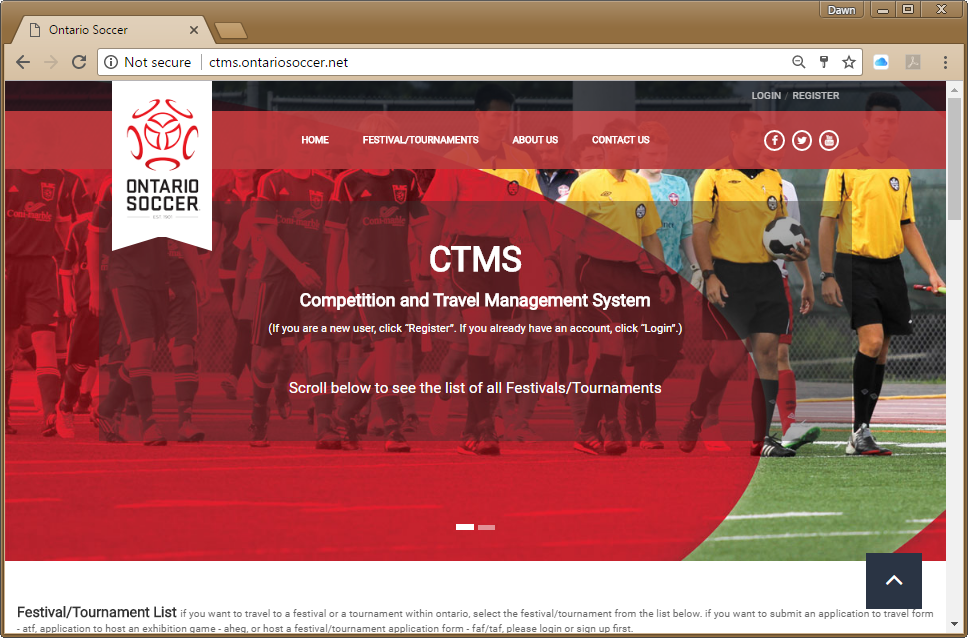 Dawn
Ontario Soccer
Not secure
ctms.ontariosoccer.net
LOGIN / REGISTER
HOME FESTIVAL/TOURNAMENTS ABOUT US CONTACT US
ONTARIO
SOCCER
EST. 1901
CTMS
Competition and Travel Management System
(If you are a new user, click "Register". If you already have an account, click "Login".)
Scroll below to see the list of all Festivals/Tournaments
Festival/Tournament List if you want to travel to a festival or a tournament within ontario, select the festival/tournament from the list below. if you want to submit an application to travel form
- atf, application to host an exhibition game - aheg, or host a festival/tournament application form - faf/taf, please login or sign up first.